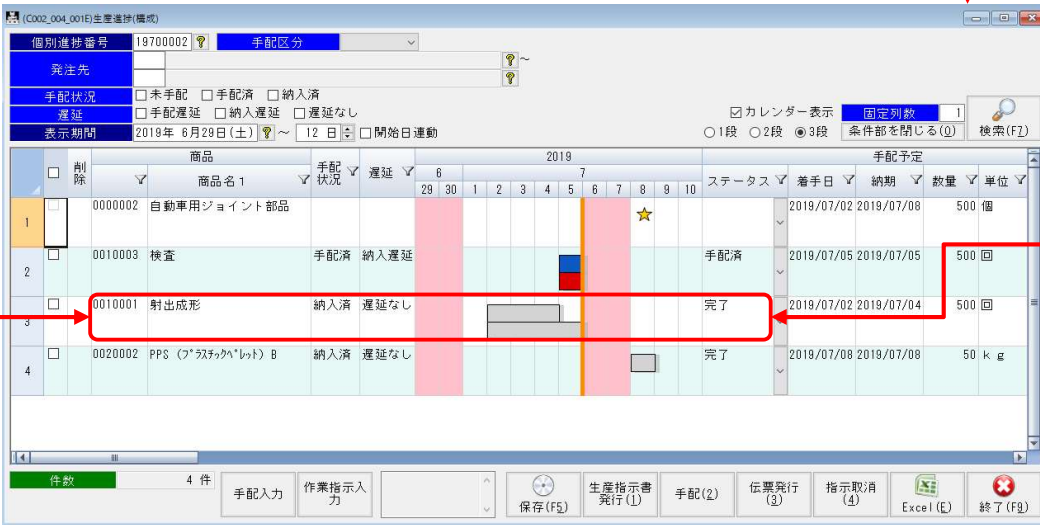 (C002_004_001E)生産進捗(構成)
個別進捗番号 19700002 手配区分
発注先 ～
手配状況 未手配 手配済 納入済
遅延 手配遅延 納入遅延 遅延なし カレンダー表示 固定列数 1
表示期間 2019年 6月29日(土) ～ 12 日 開始日連動 1段 2段 3段 条件部を閉じる(O) 検索(F7)
商品 2019 手配予定
削除 商品名1 手配状況 遅延 6 7 ステータス 着手日 納期 数量 単位
29 30 1 2 3 4 5 6 7 8 9 10
1 0000002 自動車用ジョイント部品 2019/07/02 2019/07/08 500 個
2 0010003 検査 手配済 納入遅延 手配済 2019/07/05 2019/07/05 500 回
3 0010001 射出成形 納入済 遅延なし 完了 2019/07/02 2019/07/04 500 回
4 0020002 PPS (ﾌﾟﾗｽﾁｯｸﾍﾟﾚｯﾄ) B 納入済 遅延なし 完了 2019/07/08 2019/07/08 50 ｋｇ
件数 4 件 手配入力 作業指示入力 保存(F5) 生産指示書発行(1) 手配(2) 伝票発行(3) 指示取消(4) Excel(E) 終了(F9)